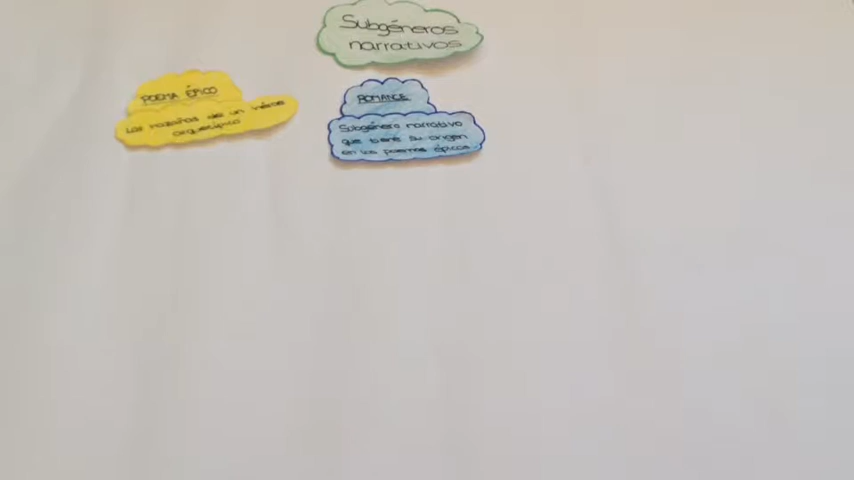 Subgéneros
narrativos
POEMA ÉPICO
Las hazañas de un héroe
arquetípico
ROMANCE
Subgénero narrativo
que tiene su origen
en los poemas épicos